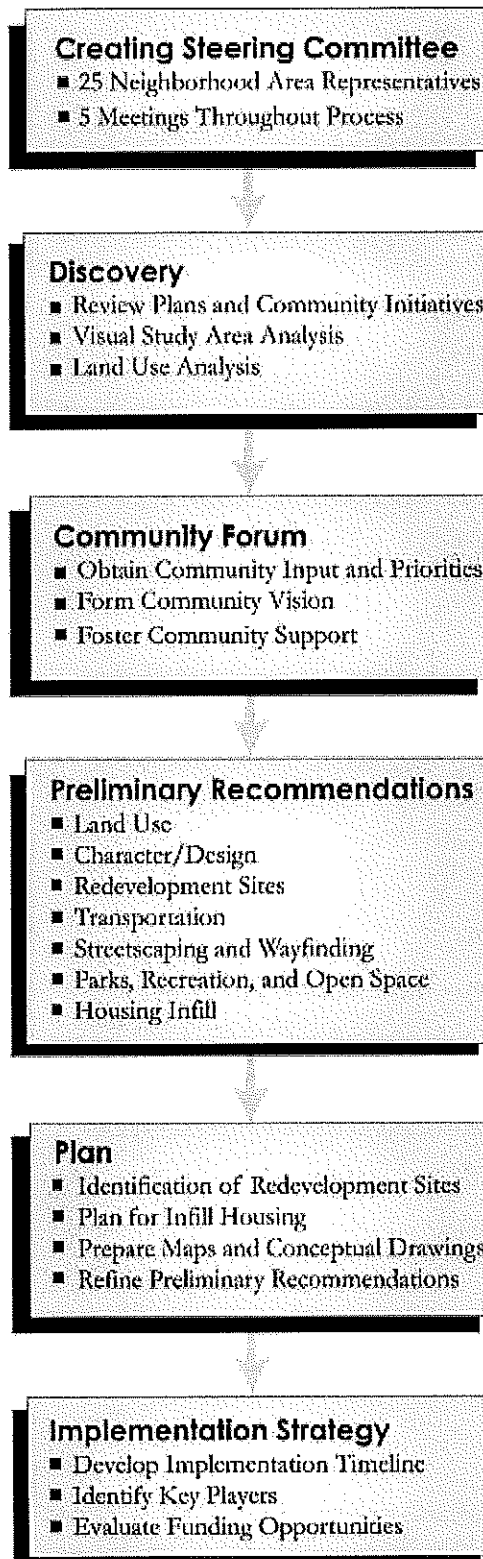 Creating Steering Committee
■ 25 Neighborhood Area Representatives
■ 5 Meetings Throughout Process
Discovery
■ Review Plans and Community Initiatives
■ Visual Study Area Analysis
■ Land Use Analysis
Community Forum
■ Obtain Community Input and Priorities
■ Form Community Vision
■ Foster Community Support
Preliminary Recommendations
■ Land Use
■ Character/Design
■ Redevelopment Sites
■ Transportation
■ Streetscaping and Wayfinding
■ Parks, Recreation, and Open Space
■ Housing Infill
Plan
■ Identification of Redevelopment Sites
■ Plan for Infill Housing
■ Prepare Maps and Conceptual Drawings
■ Refine Preliminary Recommendations
Implementation Strategy
■ Develop Implementation Timeline
■ Identify Key Players
■ Evaluate Funding Opportunities